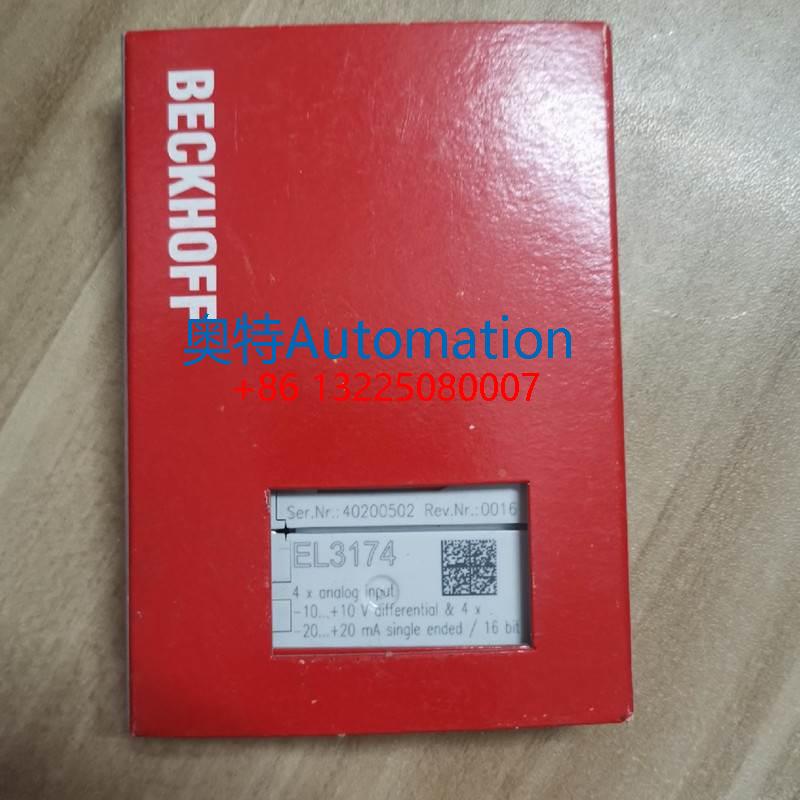 BECKHOFF
奥特Automation
+86 13225080007
Ser.Nr.: 40200502 Rev.Nr.:0016
EL3174
4 x analog input
-10...+10 V differential & 4 x
-20...+20 mA single ended / 16 bit